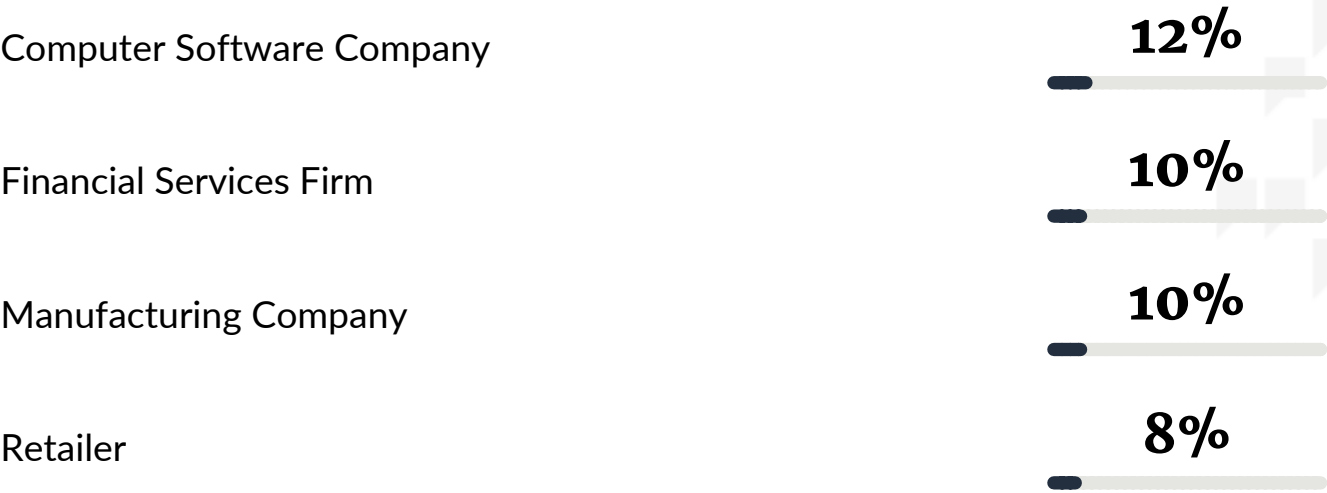 Computer Software Company 12%
Financial Services Firm 10%
Manufacturing Company 10%
Retailer 8%